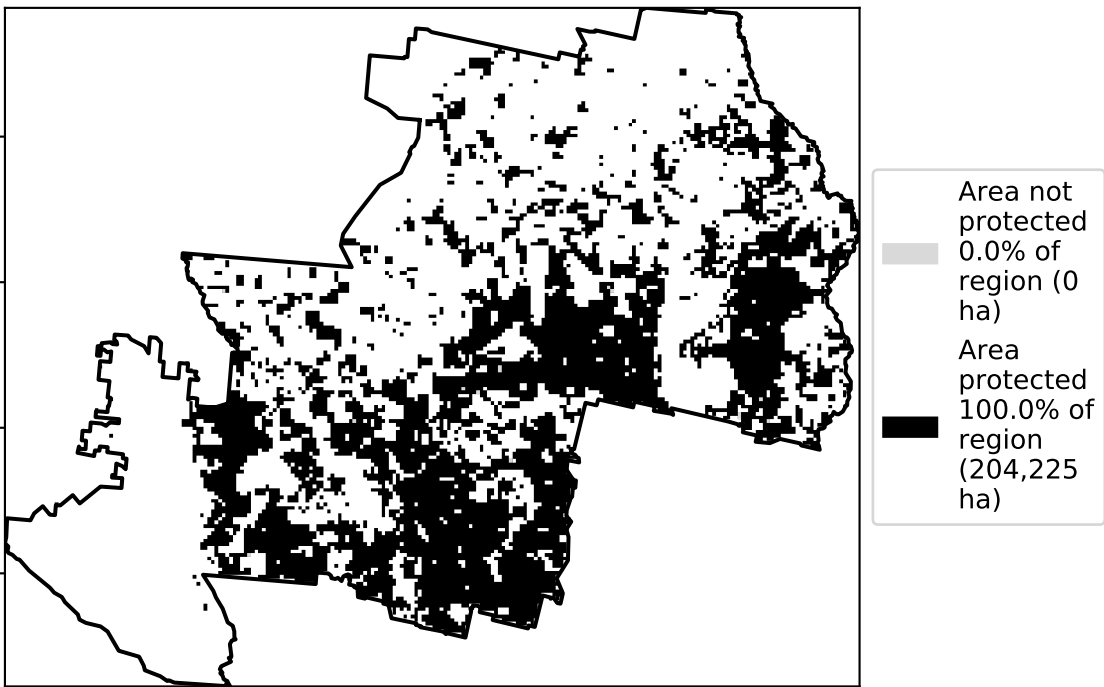 Area not
protected
0.0% of
region (0
ha)
Area
protected
100.0% of
region
(204,225
ha)